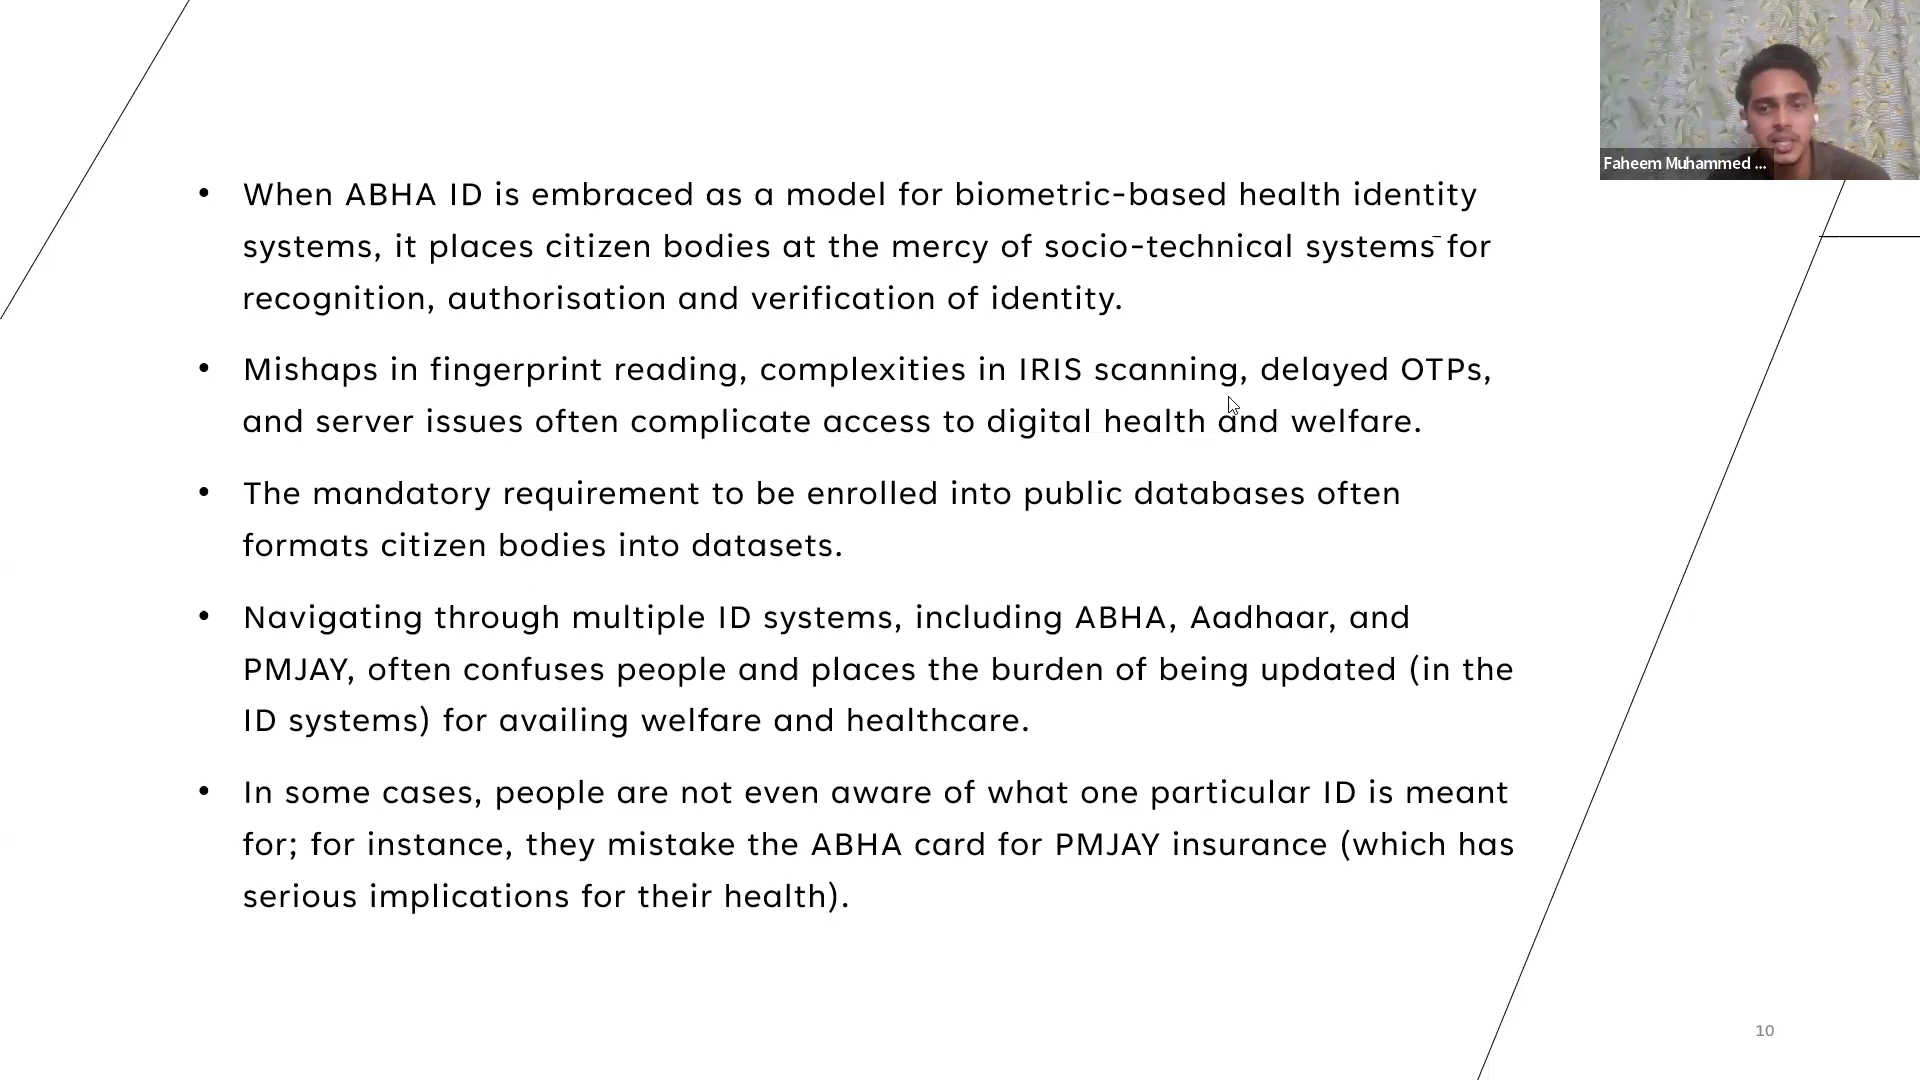 Faheem Muhammed ...
• When ABHA ID is embraced as a model for biometric-based health identity
systems, it places citizen bodies at the mercy of socio-technical systems for
recognition, authorisation and verification of identity.
• Mishaps in fingerprint reading, complexities in IRIS scanning, delayed OTPs,
and server issues often complicate access to digital health and welfare.
• The mandatory requirement to be enrolled into public databases often
formats citizen bodies into datasets.
• Navigating through multiple ID systems, including ABHA, Aadhaar, and
PMJAY, often confuses people and places the burden of being updated (in the
ID systems) for availing welfare and healthcare.
• In some cases, people are not even aware of what one particular ID is meant
for; for instance, they mistake the ABHA card for PMJAY insurance (which has
serious implications for their health).
10